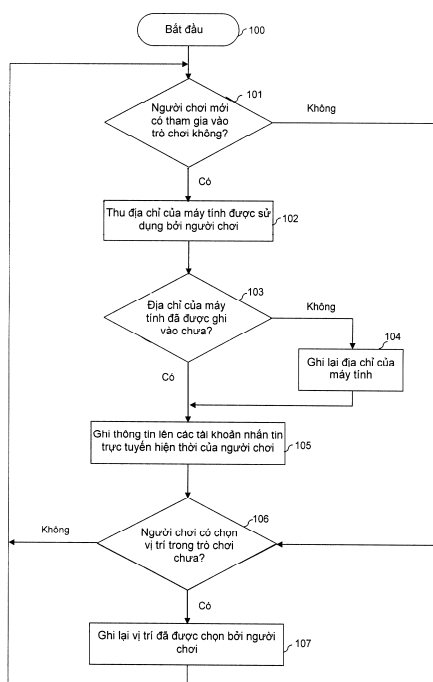 Bắt đầu
100
101
Người chơi mới
có tham gia vào
trò chơi không?
Không
Có
Thu địa chỉ của máy tính được sử
dụng bởi người chơi
102
103
Địa chỉ của máy
tính đã được ghi
vào chưa?
Không
104
Ghi lại địa chỉ của
máy tính
Có
Ghi thông tin lên các tài khoản nhắn tin
trực tuyến hiện thời của người chơi
105
106
Người chơi có chọn
vị trí trong trò chơi
chưa?
Không
Có
Ghi lại vị trí đã được chọn bởi người
chơi
107